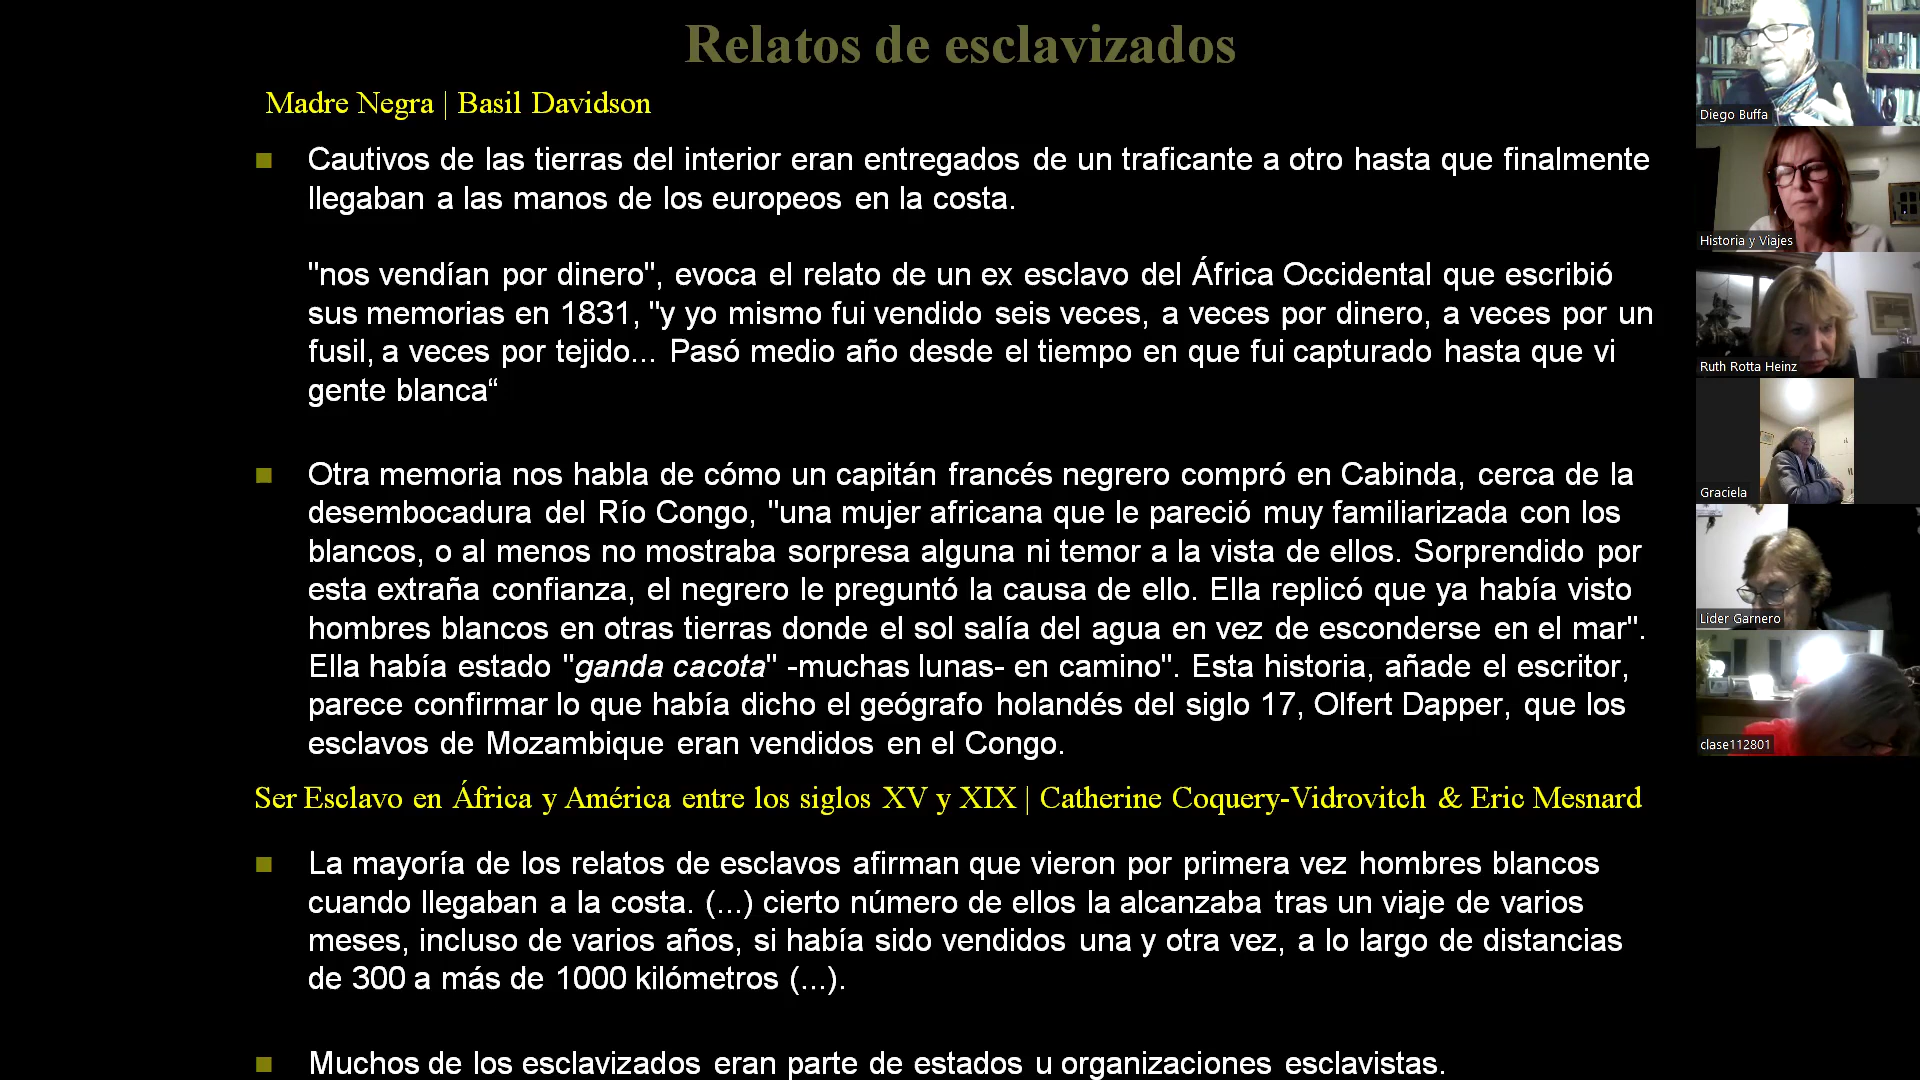 Relatos de esclavizados
Madre Negra | Basil Davidson
Cautivos de las tierras del interior eran entregados de un traficante a otro hasta que finalmente
llegaban a las manos de los europeos en la costa.
"nos vendían por dinero", evoca el relato de un ex esclavo del África Occidental que escribió
sus memorias en 1831, "y yo mismo fui vendido seis veces, a veces por dinero, a veces por un
fusil, a veces por tejido... Pasó medio año desde el tiempo en que fui capturado hasta que vi
gente blanca“
Otra memoria nos habla de cómo un capitán francés negrero compró en Cabinda, cerca de la
desembocadura del Río Congo, "una mujer africana que le pareció muy familiarizada con los
blancos, o al menos no mostraba sorpresa alguna ni temor a la vista de ellos. Sorprendido por
esta extraña confianza, el negrero le preguntó la causa de ello. Ella replicó que ya había visto
hombres blancos en otras tierras donde el sol salía del agua en vez de esconderse en el mar".
Ella había estado "ganda cacota" -muchas lunas- en camino". Esta historia, añade el escritor,
parece confirmar lo que había dicho el geógrafo holandés del siglo 17, Olfert Dapper, que los
esclavos de Mozambique eran vendidos en el Congo.
Ser Esclavo en África y América entre los siglos XV y XIX | Catherine Coquery-Vidrovitch & Eric Mesnard
La mayoría de los relatos de esclavos afirman que vieron por primera vez hombres blancos
cuando llegaban a la costa. (...) cierto número de ellos la alcanzaba tras un viaje de varios
meses, incluso de varios años, si había sido vendidos una y otra vez, a lo largo de distancias
de 300 a más de 1000 kilómetros (...).
Muchos de los esclavizados eran parte de estados u organizaciones esclavistas.
Diego Buffa
Historia y Viajes
Ruth Rotta Heinz
Graciela
Lider Garnero
clase112801